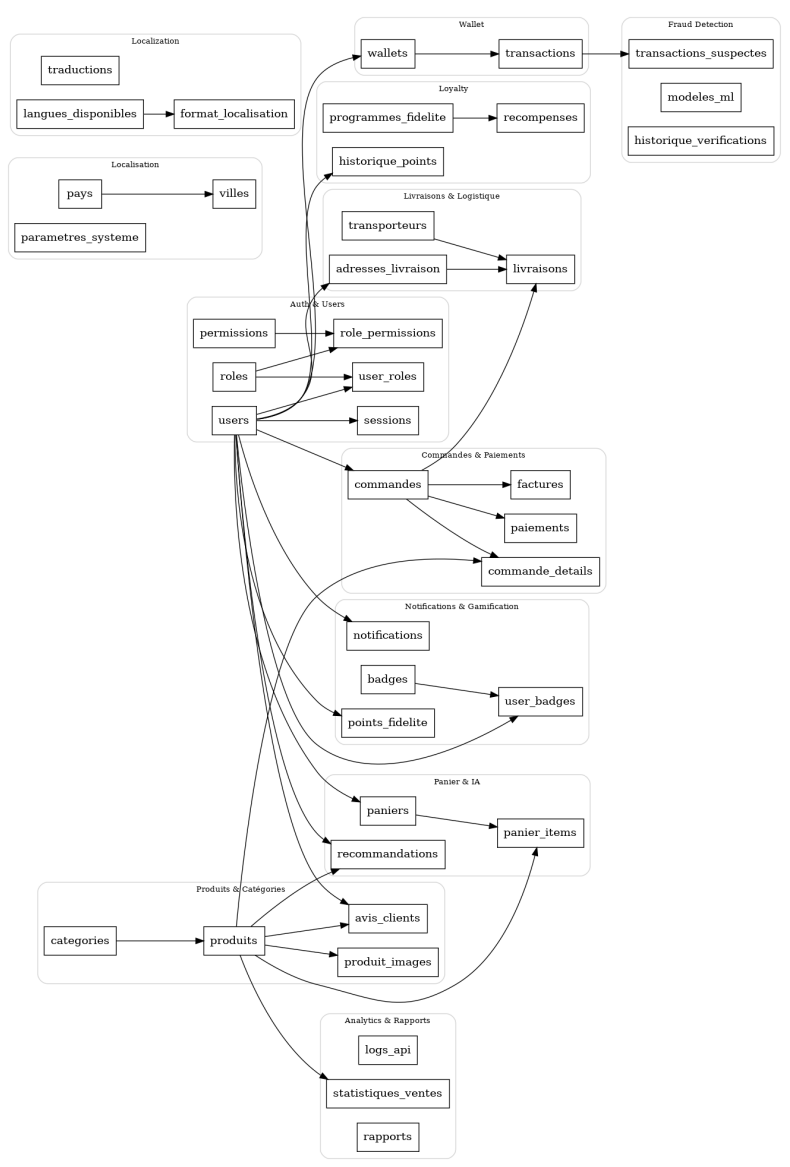 Localization
traductions
langues_disponibles
format_localisation
Localisation
pays
villes
parametres_systeme
Wallet
wallets
transactions
Fraud Detection
transactions_suspectes
modeles_ml
historique_verifications
Loyalty
programmes_fidelite
recompenses
historique_points
Livraisons & Logistique
transporteurs
adresses_livraison
livraisons
Auth & Users
permissions
role_permissions
roles
user_roles
users
sessions
Commandes & Paiements
commandes
factures
paiements
commande_details
Notifications & Gamification
notifications
badges
user_badges
points_fidelite
Panier & IA
paniers
panier_items
recommandations
Produits & Catégories
avis_clients
categories
produits
produit_images
Analytics & Rapports
logs_api
statistiques_ventes
rapports